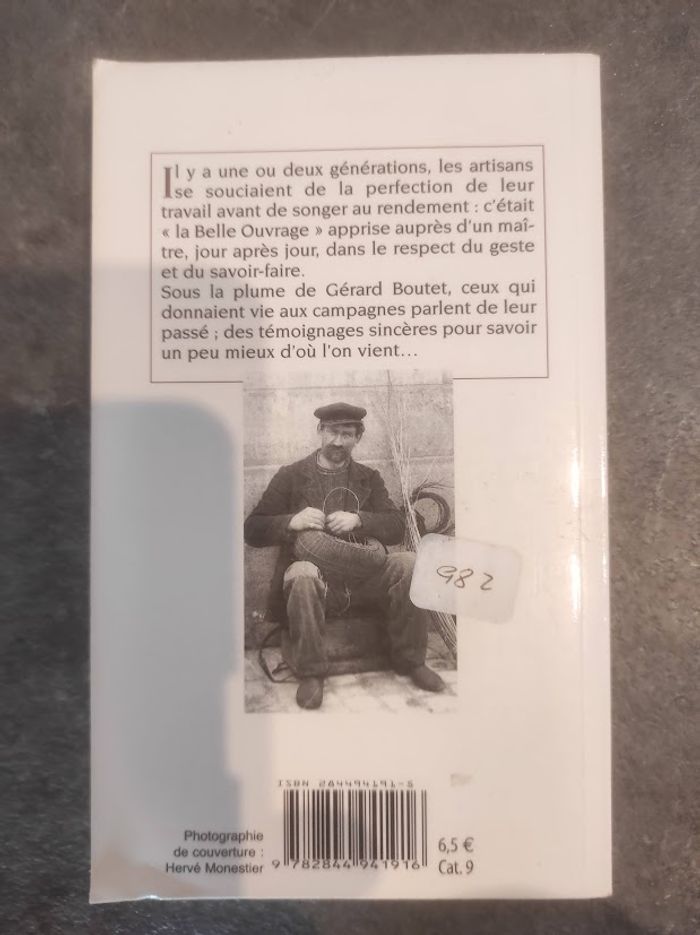 Il y a une ou deux générations, les artisans
se souciaient de la perfection de leur
travail avant de songer au rendement : c'était
« la Belle Ouvrage » apprise auprès d'un maî-
tre, jour après jour, dans le respect du geste
et du savoir-faire.
Sous la plume de Gérard Boutet, ceux qui
donnaient vie aux campagnes parlent de leur
passé ; des témoignages sincères pour savoir
un peu mieux d'où l'on vient…
982
ISBN 284494191-5
Photographie
de couverture :
Hervé Monestier
9 782844 941916
6,5 €
Cat. 9